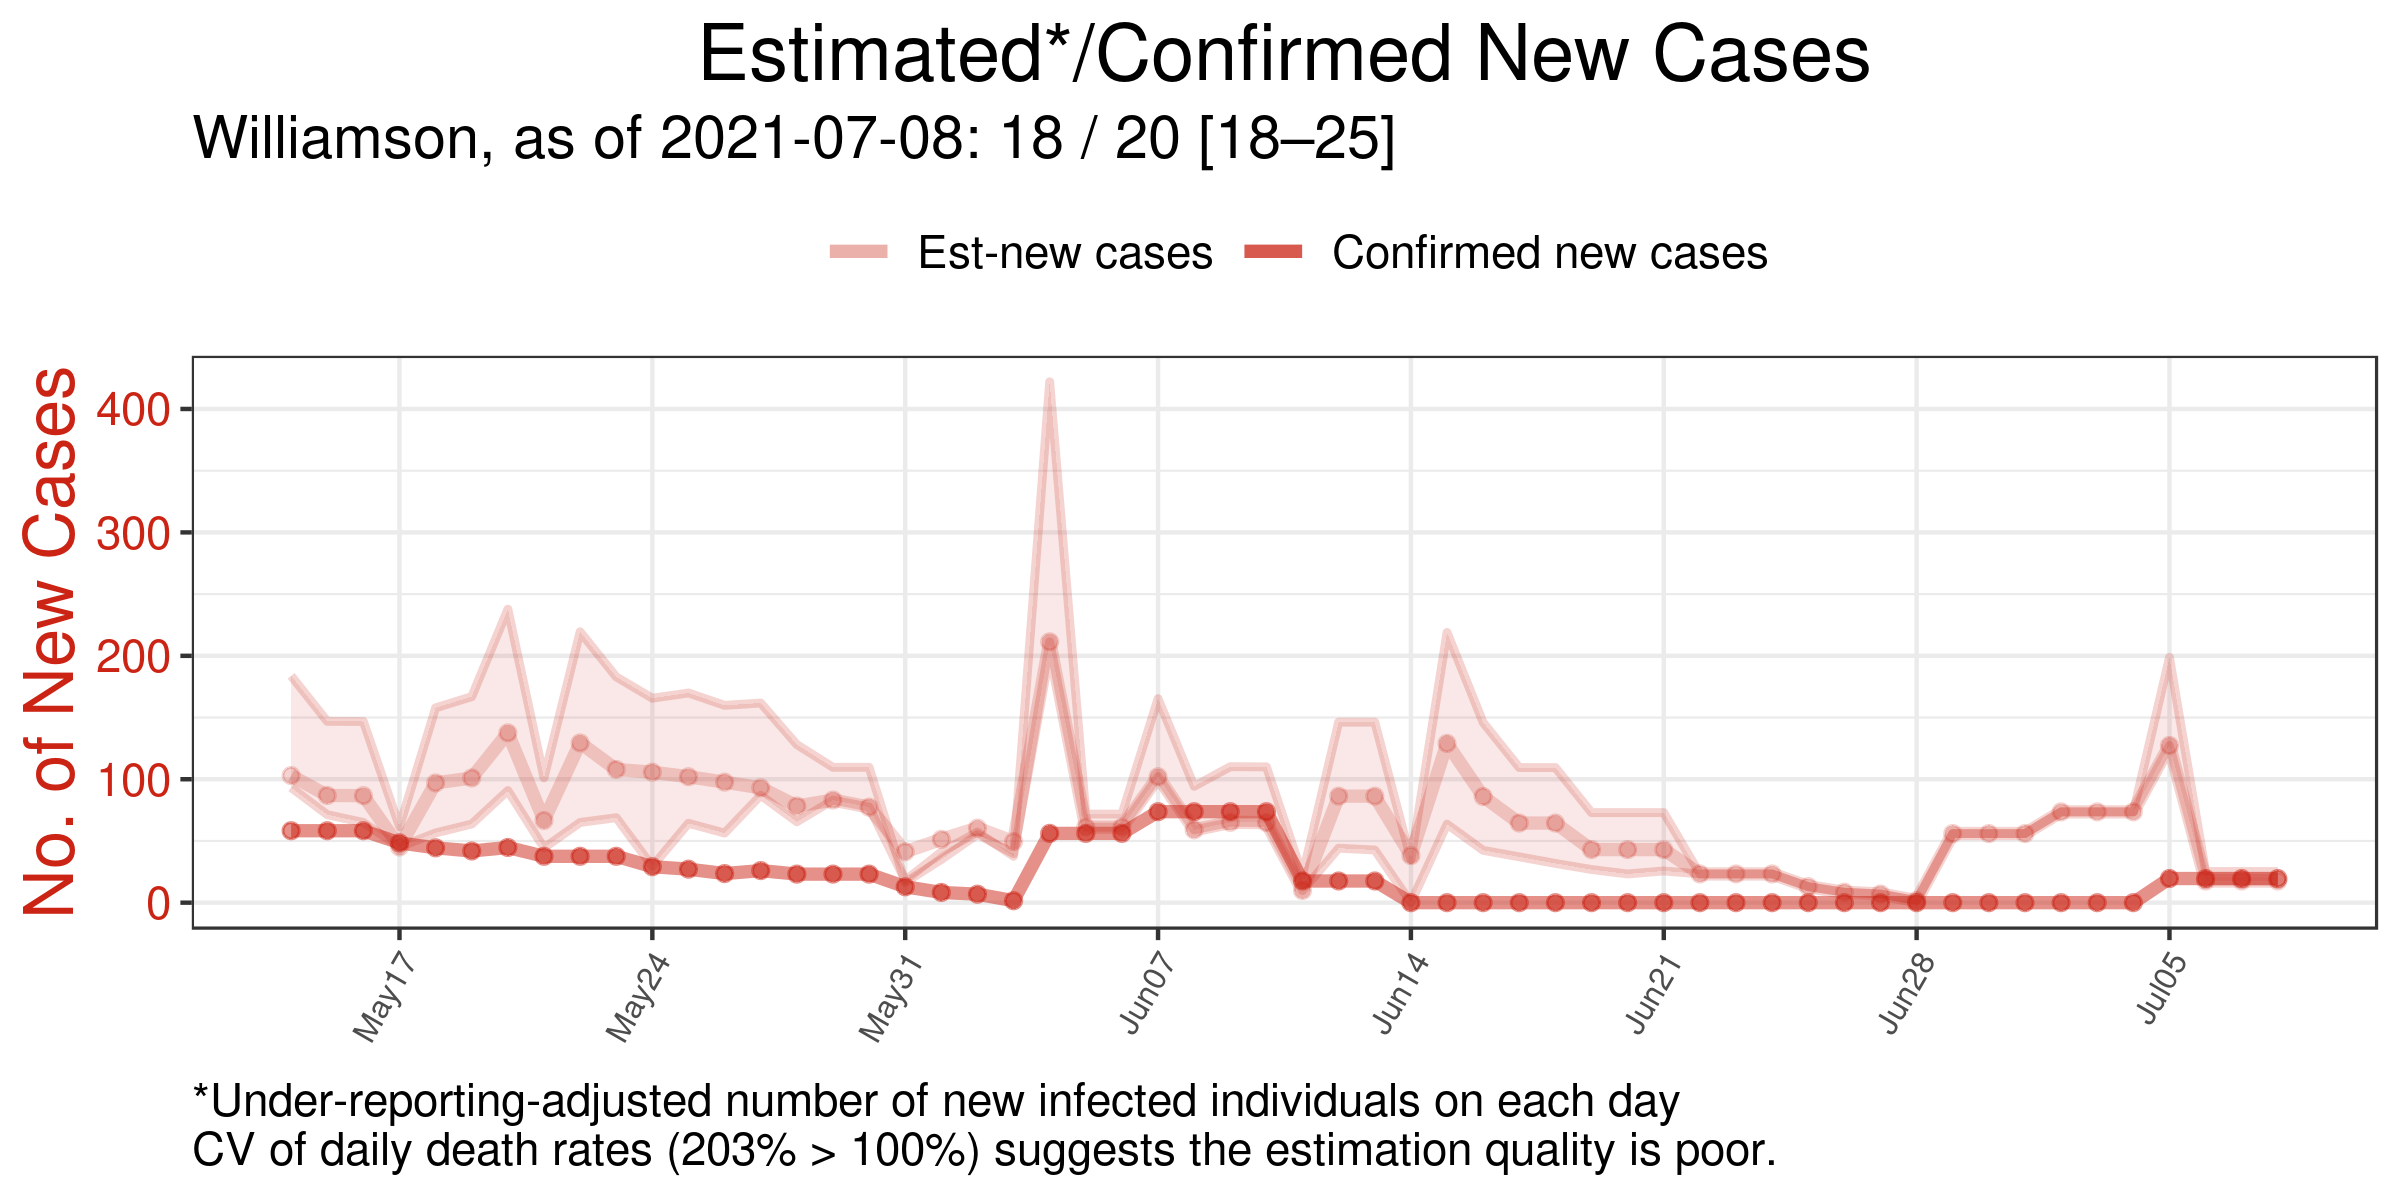 Estimated*/Confirmed New Cases
Williamson, as of 2021-07-08: 18 / 20 [18–25]
Est-new cases Confirmed new cases
No. of New Cases
400
300
200
100
0
May17 May24 May31 Jun07 Jun14 Jun21 Jun28 Jul05
*Under-reporting-adjusted number of new infected individuals on each day
CV of daily death rates (203% > 100%) suggests the estimation quality is poor.